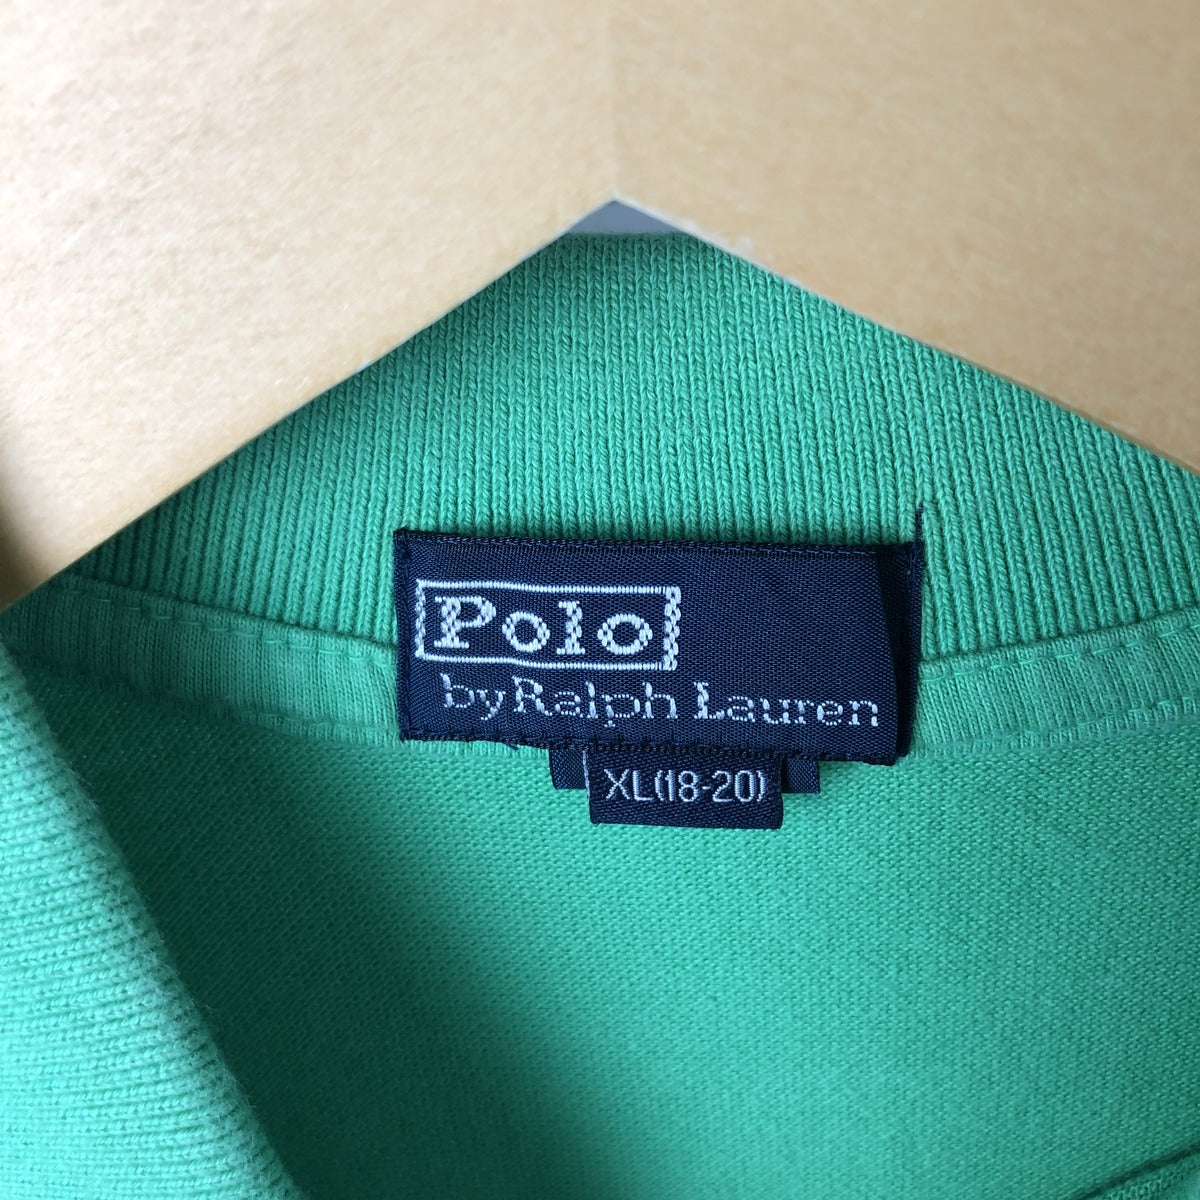 Polo
by Ralph Lauren
XL(18-20)